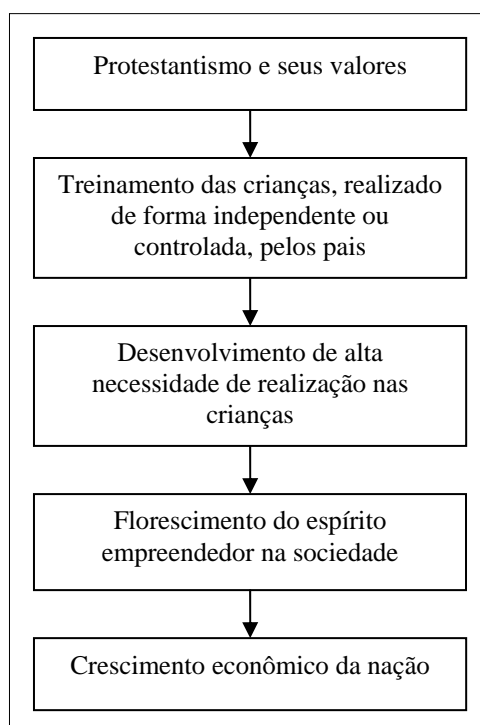 Protestantismo e seus valores
Treinamento das crianças, realizado
de forma independente ou
controlada, pelos pais
Desenvolvimento de alta
necessidade de realização nas
crianças
Florescimento do espírito
empreendedor na sociedade
Crescimento econômico da nação